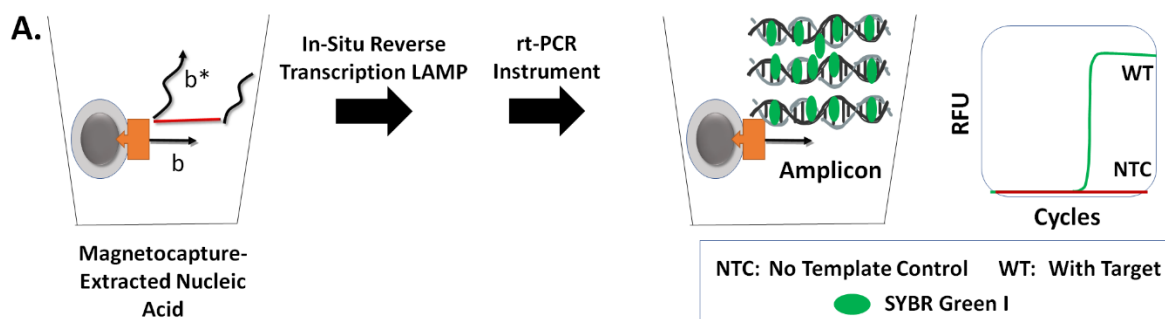 A.
b*
b
Magnetocapture-
Extracted Nucleic
Acid
In-Situ Reverse
Transcription LAMP
rt-PCR
Instrument
Amplicon
RFU
WT
NTC
Cycles
NTC: No Template Control WT: With Target
SYBR Green I